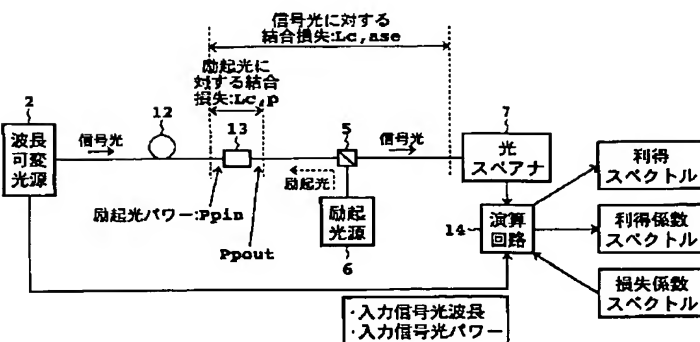 信号光に対する
結合損失:Lc,ase
励起光に
対する結合
損失:Lc,p
2
波長
可変
光源
信号光
12
13
5
信号光
7
光
スペアナ
利得
スペクトル
励起光
励起光パワー:Ppin
Ppout
励起
光源
6
14
演算
回路
利得係数
スペクトル
損失係数
スペクトル
・入力信号光波長
・入力信号光パワー